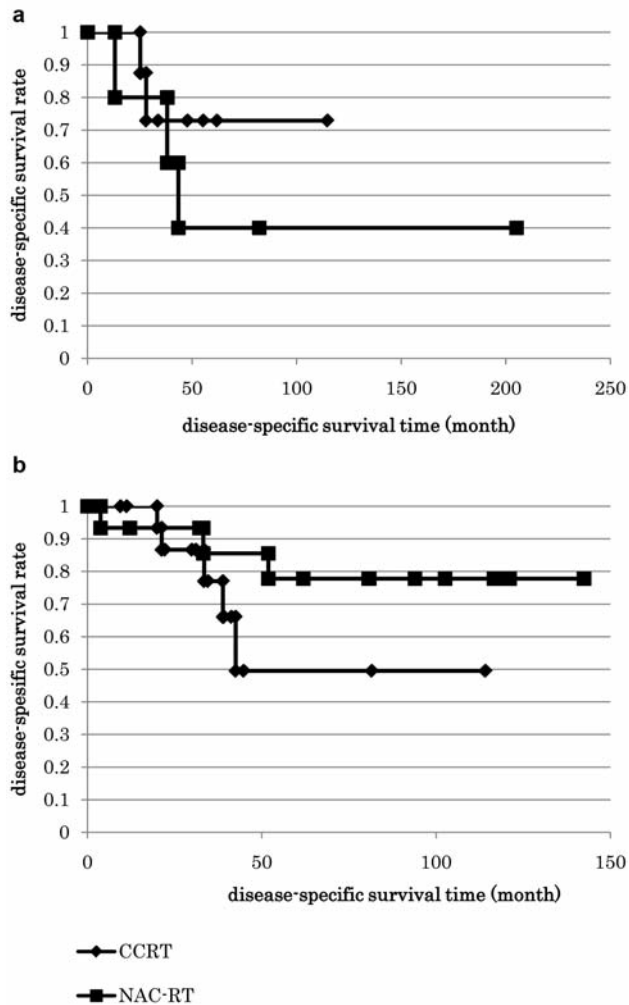 a
1
0.9
0.8
0.7
0.6
0.5
0.4
0.3
0.2
0.1
0
disease-specific survival rate
0 50 100 150 200 250
disease-specific survival time (month)
b
1
0.9
0.8
0.7
0.6
0.5
0.4
0.3
0.2
0.1
0
disease-spesific survival rate
0 50 100 150
disease-specific survival time (month)
CCRT
NAC-RT